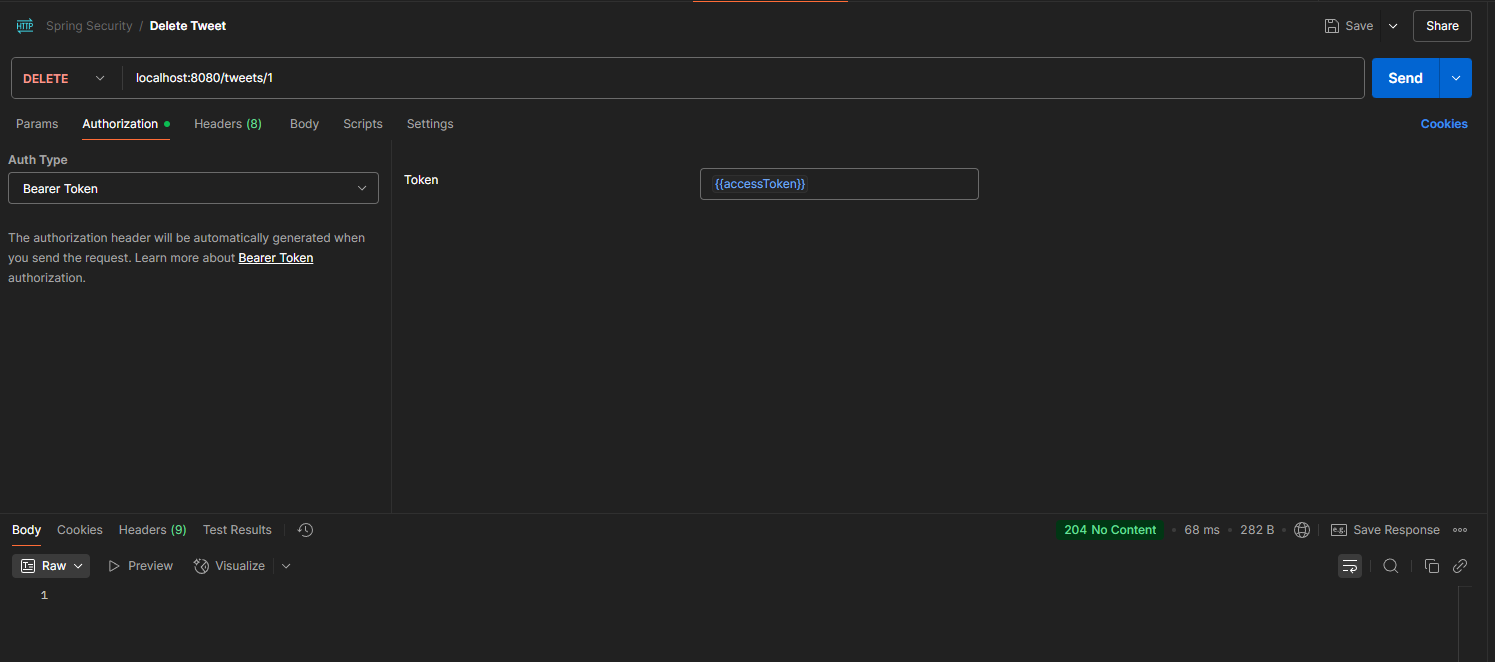 HTTP Spring Security / Delete Tweet Save Share
DELETE localhost:8080/tweets/1 Send
Params Authorization Headers (8) Body Scripts Settings Cookies
Auth Type
Bearer Token
Token {{accessToken}}
The authorization header will be automatically generated when
you send the request. Learn more about Bearer Token
authorization.
Body Cookies Headers (9) Test Results 204 No Content • 68 ms • 282 B • e.g. Save Response
Raw Preview Visualize
1